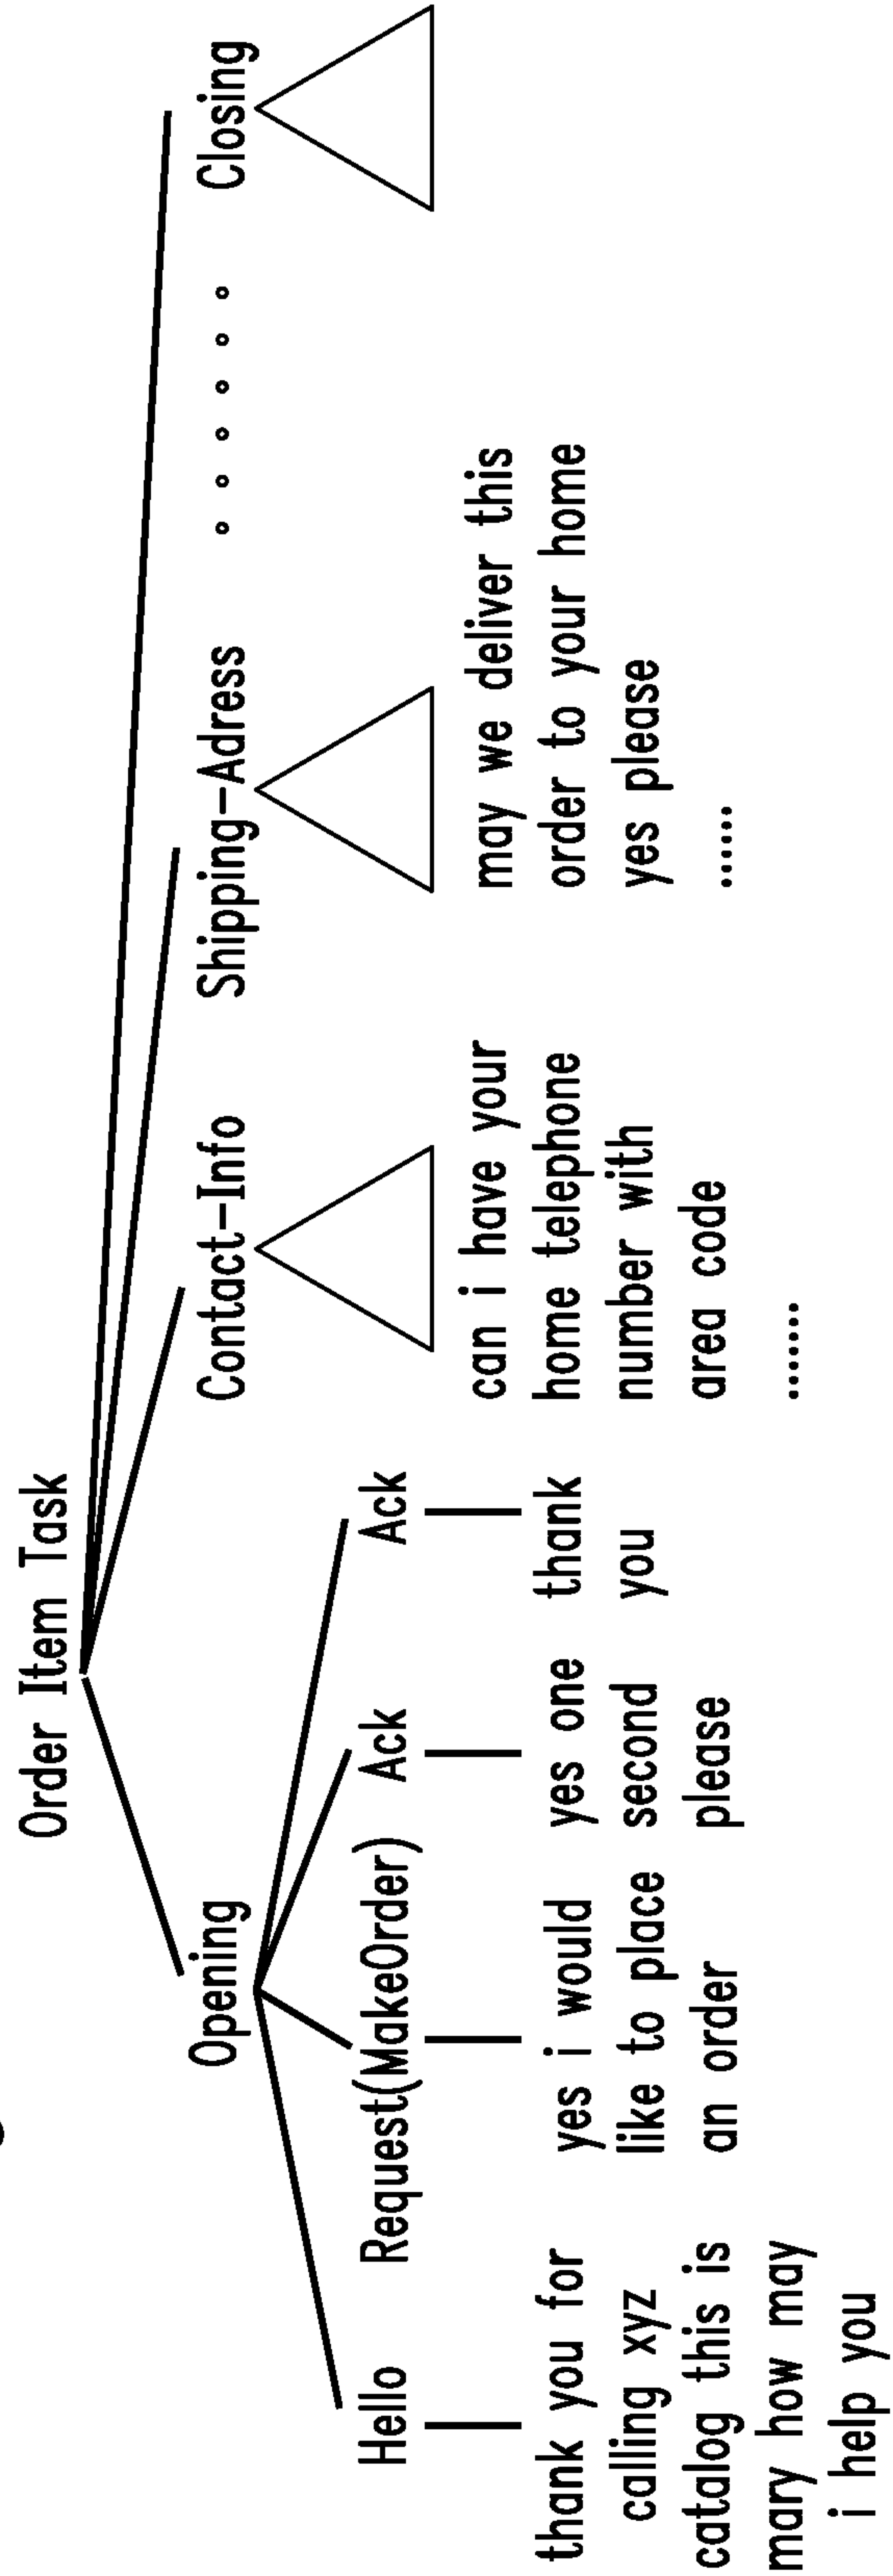 Order Item Task
Opening
Contact-Info
Shipping-Adress
Closing
Hello
Request(MakeOrder)
Ack
Ack
thank you for
calling xyz
catalog this is
mary how may
i help you
yes i would
like to place
an order
yes one
second
please
thank
you
can i have your
home telephone
number with
area code
.......
may we deliver this
order to your home
yes please
......